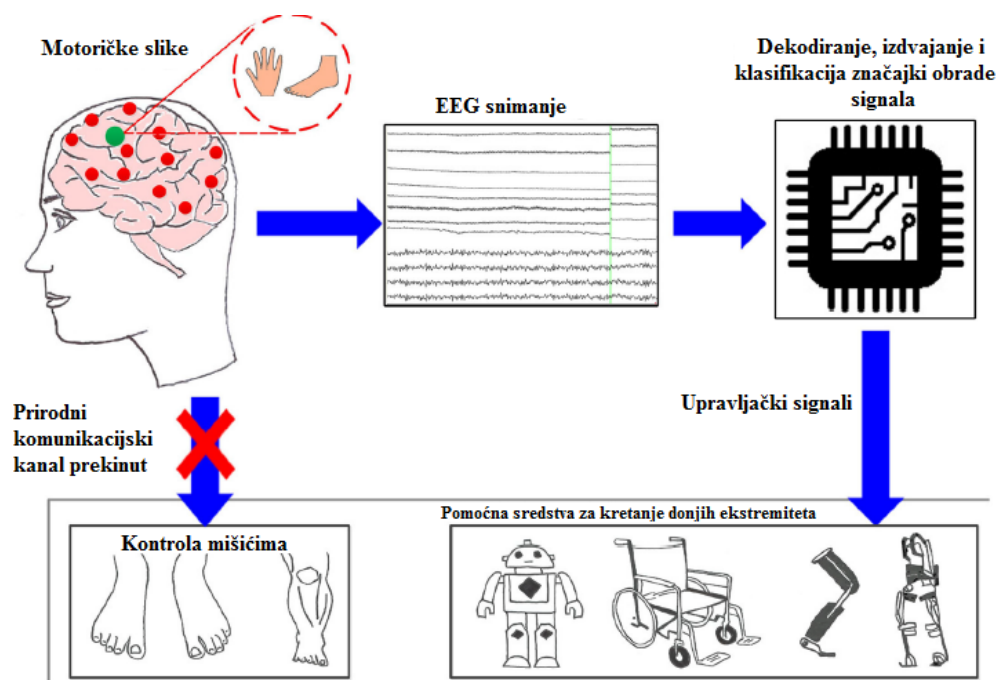 Motoričke slike
EEG snimanje
Dekodiranje, izdvajanje i
klasifikacija značajki obrade
signala
Prirodni
komunikacijski
kanal prekinut
Upravljački signali
Kontrola mišićima
Pomoćna sredstva za kretanje donjih ekstremiteta